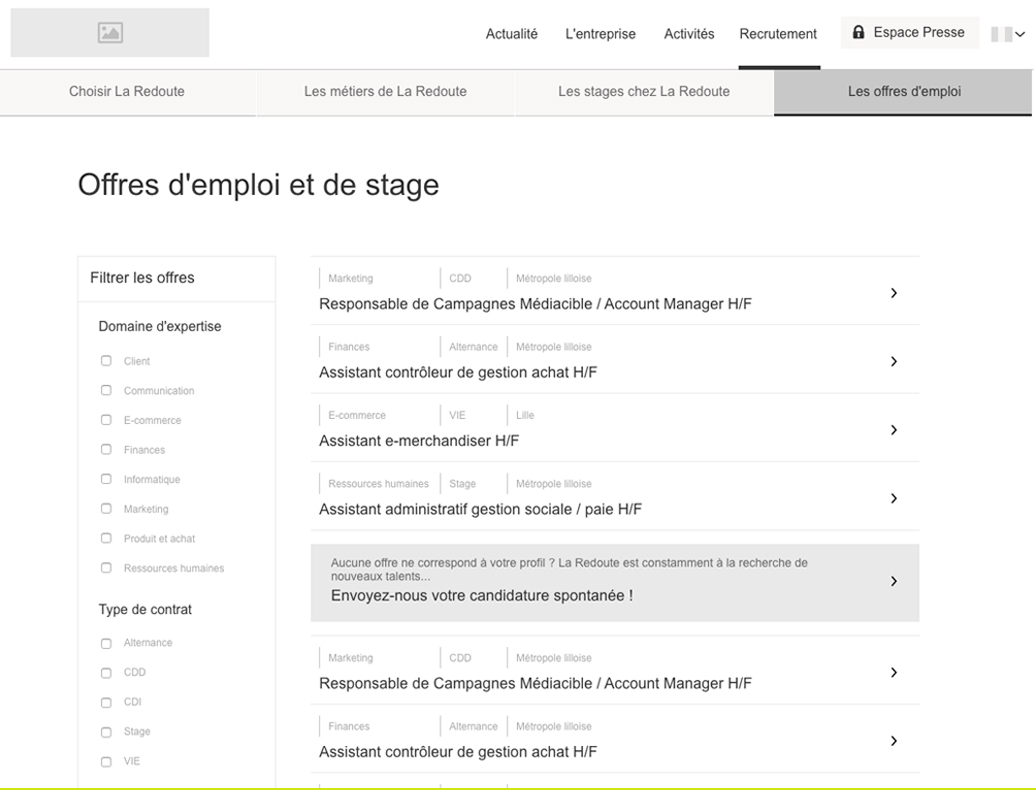 Actualité
L'entreprise
Activités
Recrutement
Espace Presse
Choisir La Redoute
Les métiers de La Redoute
Les stages chez La Redoute
Les offres d'emploi
Offres d'emploi et de stage
Filtrer les offres
Domaine d'expertise
Client
Communication
E-commerce
Finances
Informatique
Marketing
Produit et achat
Ressources humaines
Type de contrat
Alternance
CDD
CDI
Stage
VIE
Marketing
CDD
Métropole lilloise
Responsable de Campagnes Médiacible / Account Manager H/F
Finances
Alternance
Métropole lilloise
Assistant contrôleur de gestion achat H/F
E-commerce
VIE
Lille
Assistant e-merchandiser H/F
Ressources humaines
Stage
Métropole lilloise
Assistant administratif gestion sociale / paie H/F
Aucune offre ne correspond à votre profil ? La Redoute est constamment à la recherche de
nouveaux talents...
Envoyez-nous votre candidature spontanée !
Marketing
CDD
Métropole lilloise
Responsable de Campagnes Médiacible / Account Manager H/F
Finances
Alternance
Métropole lilloise
Assistant contrôleur de gestion achat H/F